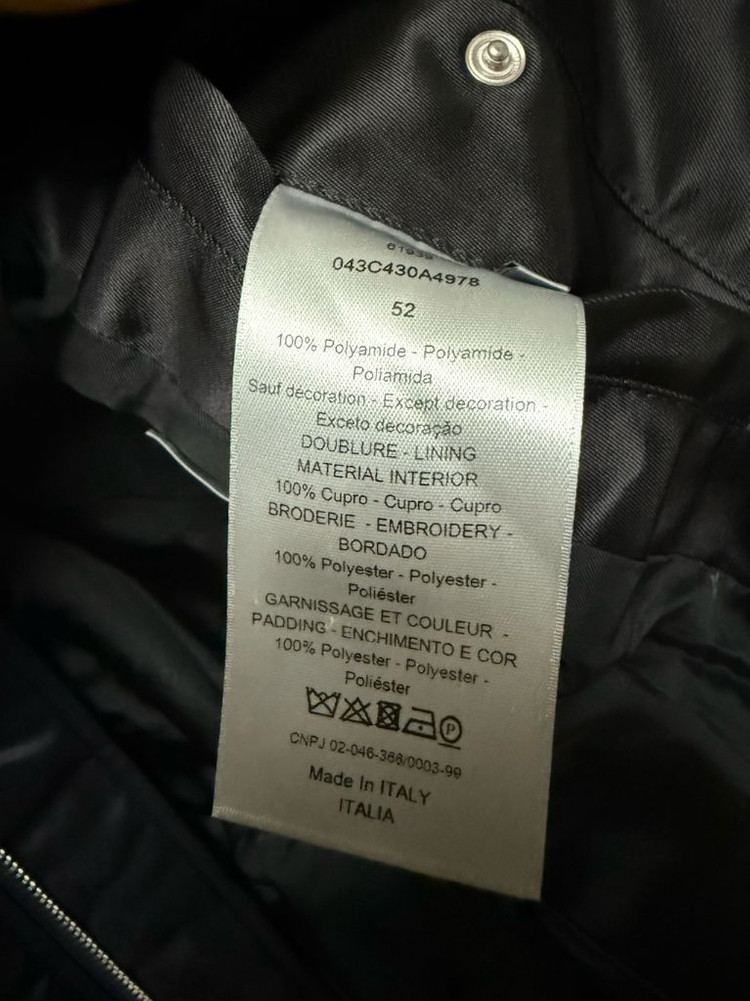 61939
043C430A4978
52
100% Polyamide - Polyamide -
Poliamida
Sauf décoration - Except decoration -
Exceto decoração
DOUBLURE - LINING
MATERIAL INTERIOR
100% Cupro - Cupro - Cupro
BRODERIE - EMBROIDERY -
BORDADO
100% Polyester - Polyester -
Poliéster
GARNISSAGE ET COULEUR -
PADDING - ENCHIMENTO E COR
100% Polyester - Polyester -
Poliéster
P
CNPJ 02-046-366/0003-99
Made In ITALY
ITALIA